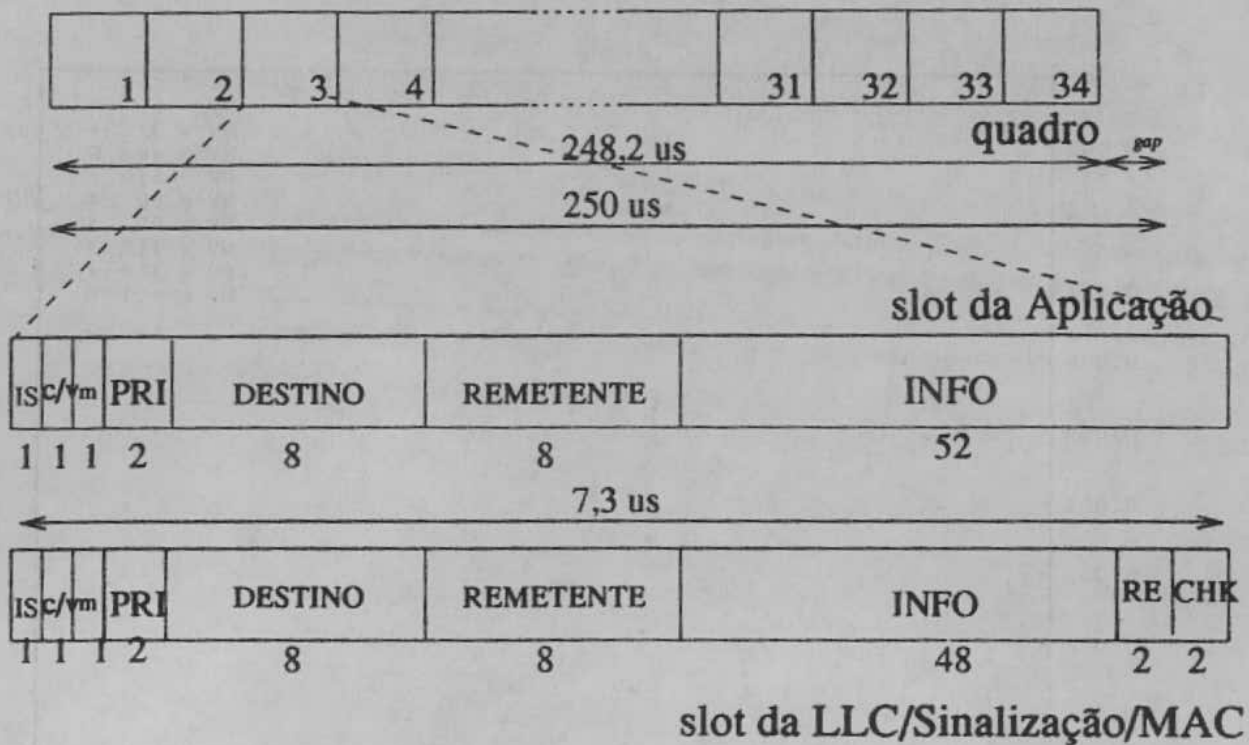 1 2 3 4 31 32 33 34
quadro gap
248,2 us
250 us
slot da Aplicação
IS c/v m PRI DESTINO REMETENTE INFO
1 1 1 2 8 8 52
7,3 us
IS c/v m PRI DESTINO REMETENTE INFO RE CHK
1 1 1 2 8 8 48 2 2
slot da LLC/Sinalização/MAC